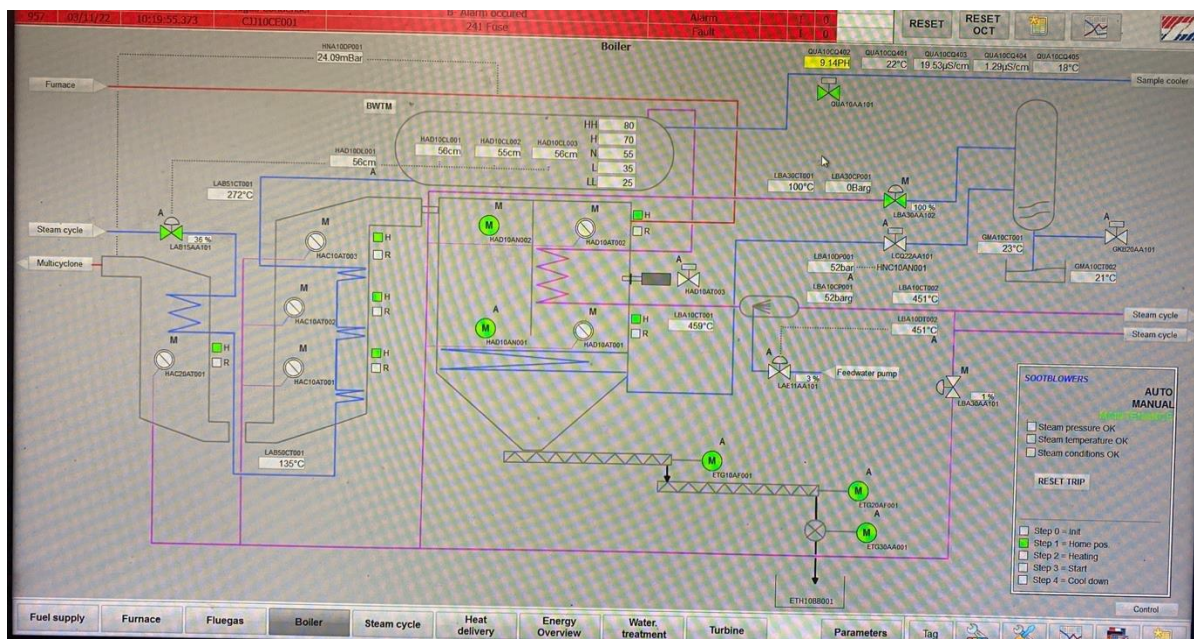 957 03/11/22 10:19:55.373 CJJ10CE001 B- Alarm occured 241 Fuse Alarm 1 0
Fault 1 0
RESET
RESET OCT
Boiler
HNA10DP001
24.09mBar
QUA10CQ402 QUA10CQ401 QUA10CQ403 QUA10CQ404 QUA10CQ405
9.14PH 22°C 19.53µS/cm 1.29µS/cm 18°C
Furnace
Sample cooler
QUA10AA101
BWTM
HH 80
H 70
N 55
L 35
LL 25
HAD10CL001 HAD10CL002 HAD10CL003
56cm 55cm 56cm
HAD10DL001
56cm
A
LAB51CT001
272°C
LBA30CT001 LBA30CP001
100°C 0Barg
M
100 %
LBA30AA102
Steam cycle
A
36 %
LAB15AA101
Multicyclone
M
HAC10AT003
H
R
M
HAD10AN002
M
HAD10AT002
H
R
A
LCQ22AA101
GMA10CT001
23°C
GKB20AA101
GMA10CT002
21°C
LBA10DP001
52bar
HNC10AN001
A
HAD10AT003
LBA10CP001
52barg
LBA10CT002
451°C
M
HAC10AT002
H
R
A
M
HAD10AN001
M
HAD10AT001
H
R
LBA10CT001
459°C
LBA10DT002
451°C
A
Steam cycle
Steam cycle
M
HAC20AT001
H
R
M
HAC10AT001
H
R
A
3 %
LAE11AA101
Feedwater pump
M
1 %
LBA38AA101
SOOTBLOWERS
AUTO
MANUAL
MAINTENANCE
Steam pressure OK
Steam temperature OK
Steam conditions OK
RESET TRIP
Step 0 = Init
Step 1 = Home pos
Step 2 = Heating
Step 3 = Start
Step 4 = Cool down
LAB50CT001
135°C
A
M
ETG10AF001
A
M
ETG20AF001
A
M
ETG30AA001
ETH10BB001
Control
Fuel supply Furnace Fluegas Boiler Steam cycle Heat delivery Energy Overview Water. treatment Turbine Parameters Tag